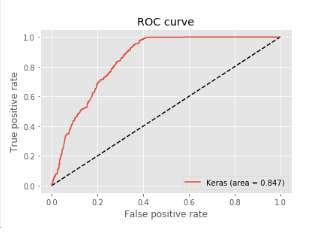 ROC curve
1.0
0.8
0.6
0.4
0.2
0.0
True positive rate
Keras (area = 0.847)
0.0 0.2 0.4 0.6 0.8 1.0
False positive rate